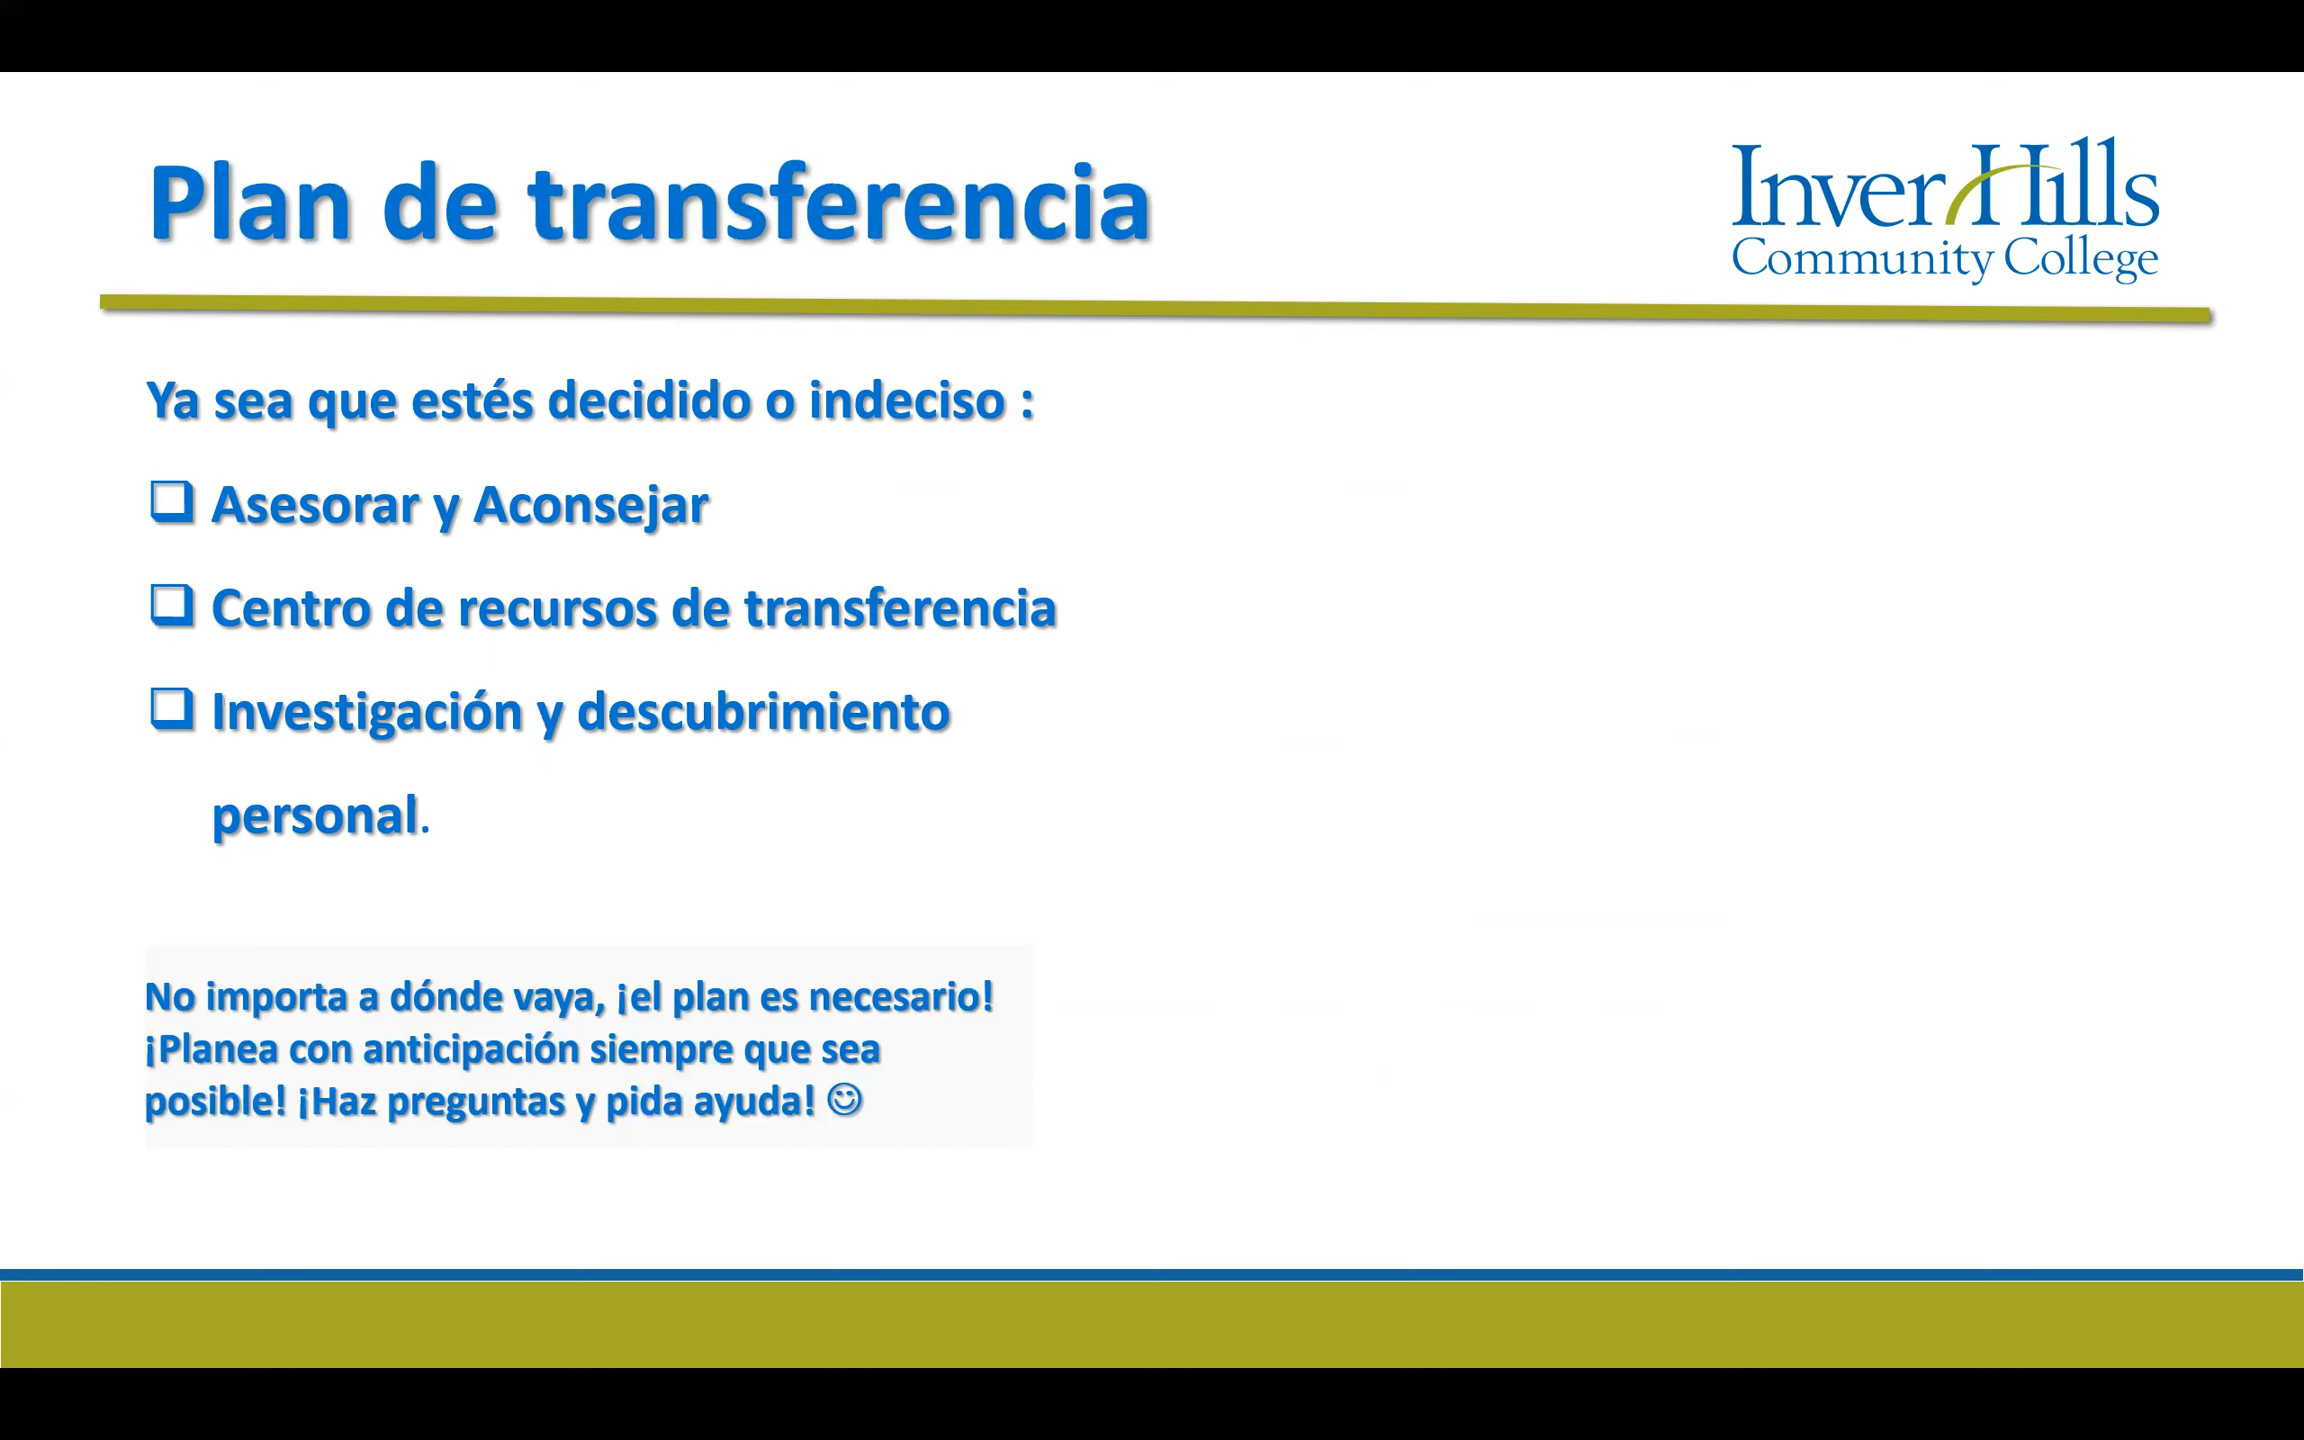 Plan de transferencia
Inver Hills
Community College
Ya sea que estés decidido o indeciso :
❑ Asesorar y Aconsejar
❑ Centro de recursos de transferencia
❑ Investigación y descubrimiento
personal.
No importa a dónde vaya, ¡el plan es necesario!
¡Planea con anticipación siempre que sea
posible! ¡Haz preguntas y pida ayuda! ☺